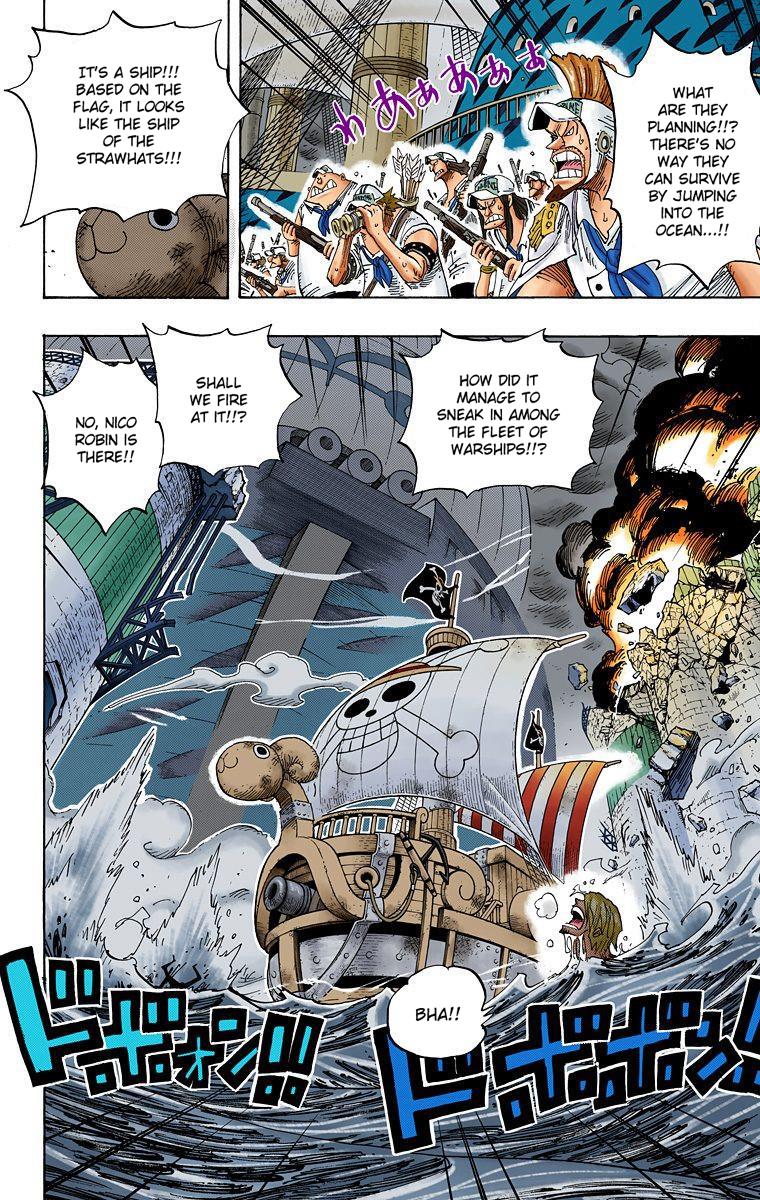 WHAT
ARE THEY
PLANNING!!?
THERE'S NO
WAY THEY
CAN SURVIVE
BY JUMPING
INTO THE
OCEAN...!!
わあぁあぁぁ
IT'S A SHIP!!!
BASED ON THE
FLAG, IT LOOKS
LIKE THE SHIP
OF THE
STRAWHATS!!!
HOW DID IT
MANAGE TO
SNEAK IN AMONG
THE FLEET OF
WARSHIPS!!?
SHALL
WE FIRE
AT IT!!?
NO, NICO
ROBIN IS
THERE!!
BHA!!
ドボォン!!
ドボボン!!